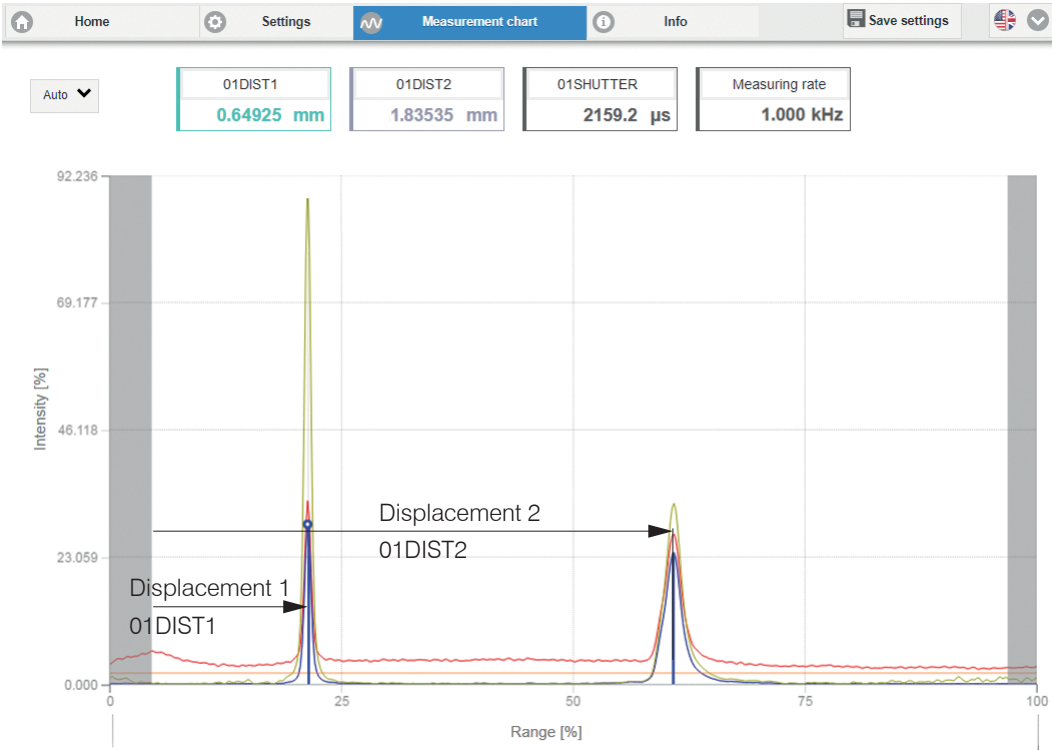 Home Settings Measurement chart Info Save settings
Auto
01DIST1 01DIST2 01SHUTTER Measuring rate
0.64925 mm 1.83535 mm 2159.2 µs 1.000 kHz
92.236
69.177
46.118
23.059
0.000
Intensity [%]
Displacement 2
01DIST2
Displacement 1
01DIST1
0 25 50 75 100
Range [%]